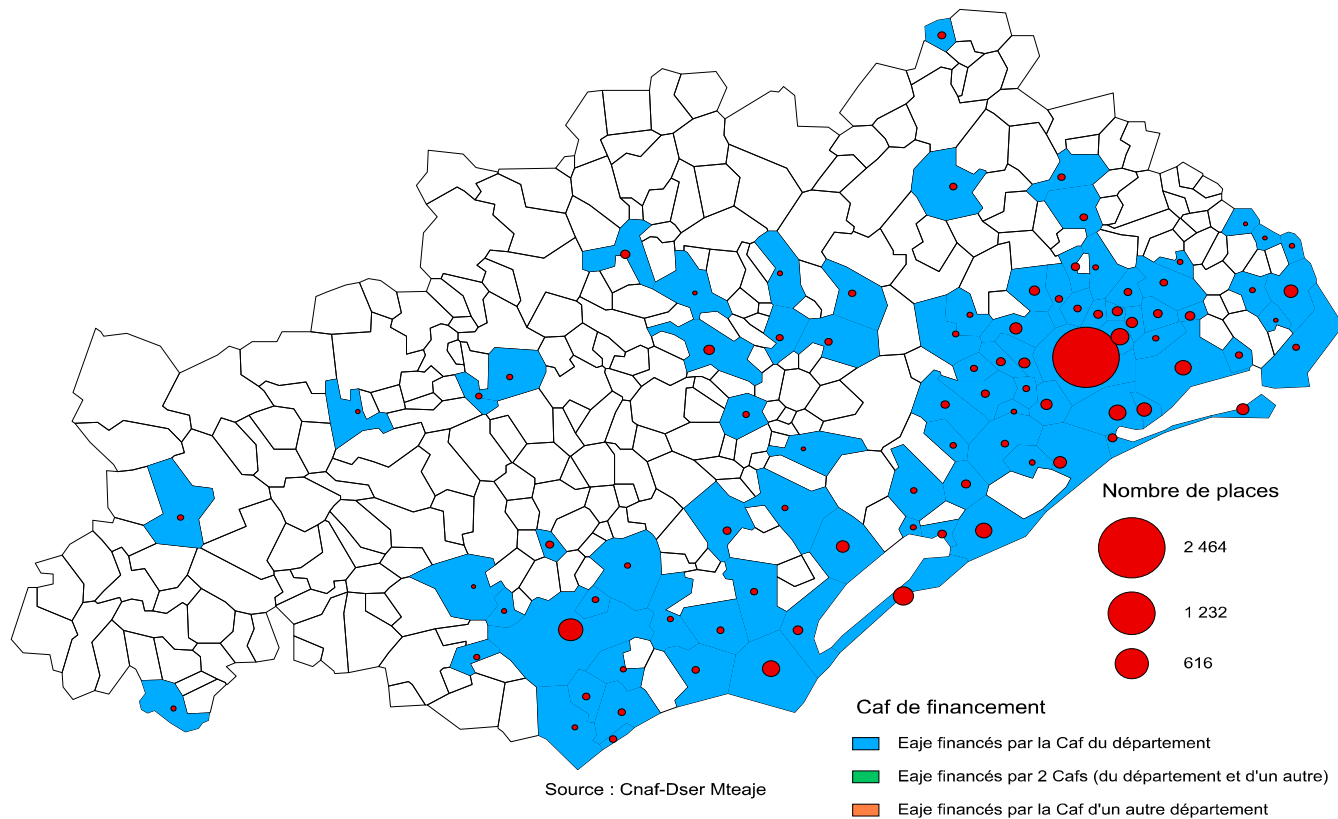 Nombre de places
2 464
1 232
616
Caf de financement
Eaje financés par la Caf du département
Eaje financés par 2 Cafs (du département et d'un autre)
Eaje financés par la Caf d'un autre département
Source : Cnaf-Dser Mteaje